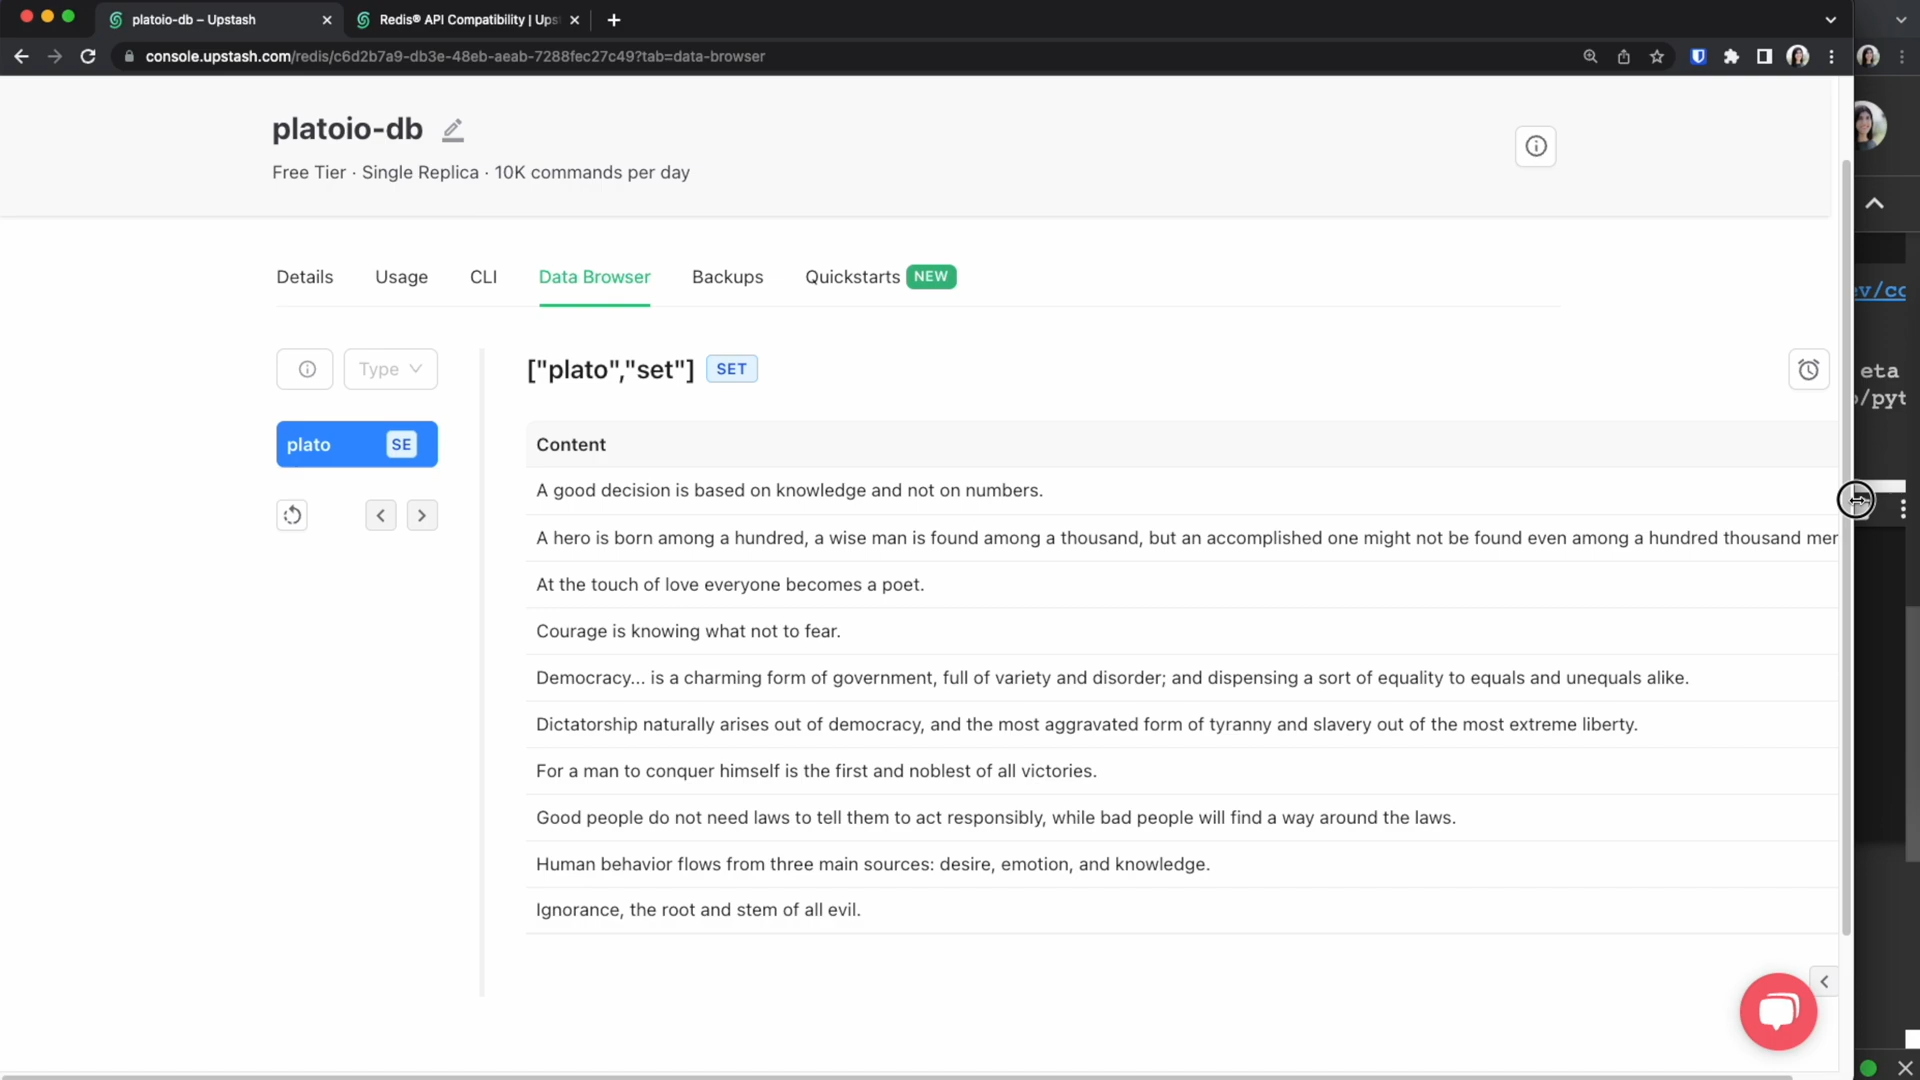 platoio-db – Upstash
Redis® API Compatibility | Ups
console.upstash.com/redis/c6d2b7a9-db3e-48eb-aeab-7288fec27c49?tab=data-browser
platoio-db
Free Tier · Single Replica · 10K commands per day
Details Usage CLI Data Browser Backups Quickstarts NEW
Type
["plato","set"] SET
plato SE
Content
A good decision is based on knowledge and not on numbers.
A hero is born among a hundred, a wise man is found among a thousand, but an accomplished one might not be found even among a hundred thousand mer
At the touch of love everyone becomes a poet.
Courage is knowing what not to fear.
Democracy... is a charming form of government, full of variety and disorder; and dispensing a sort of equality to equals and unequals alike.
Dictatorship naturally arises out of democracy, and the most aggravated form of tyranny and slavery out of the most extreme liberty.
For a man to conquer himself is the first and noblest of all victories.
Good people do not need laws to tell them to act responsibly, while bad people will find a way around the laws.
Human behavior flows from three main sources: desire, emotion, and knowledge.
Ignorance, the root and stem of all evil.
ev/co
eta
/pyt